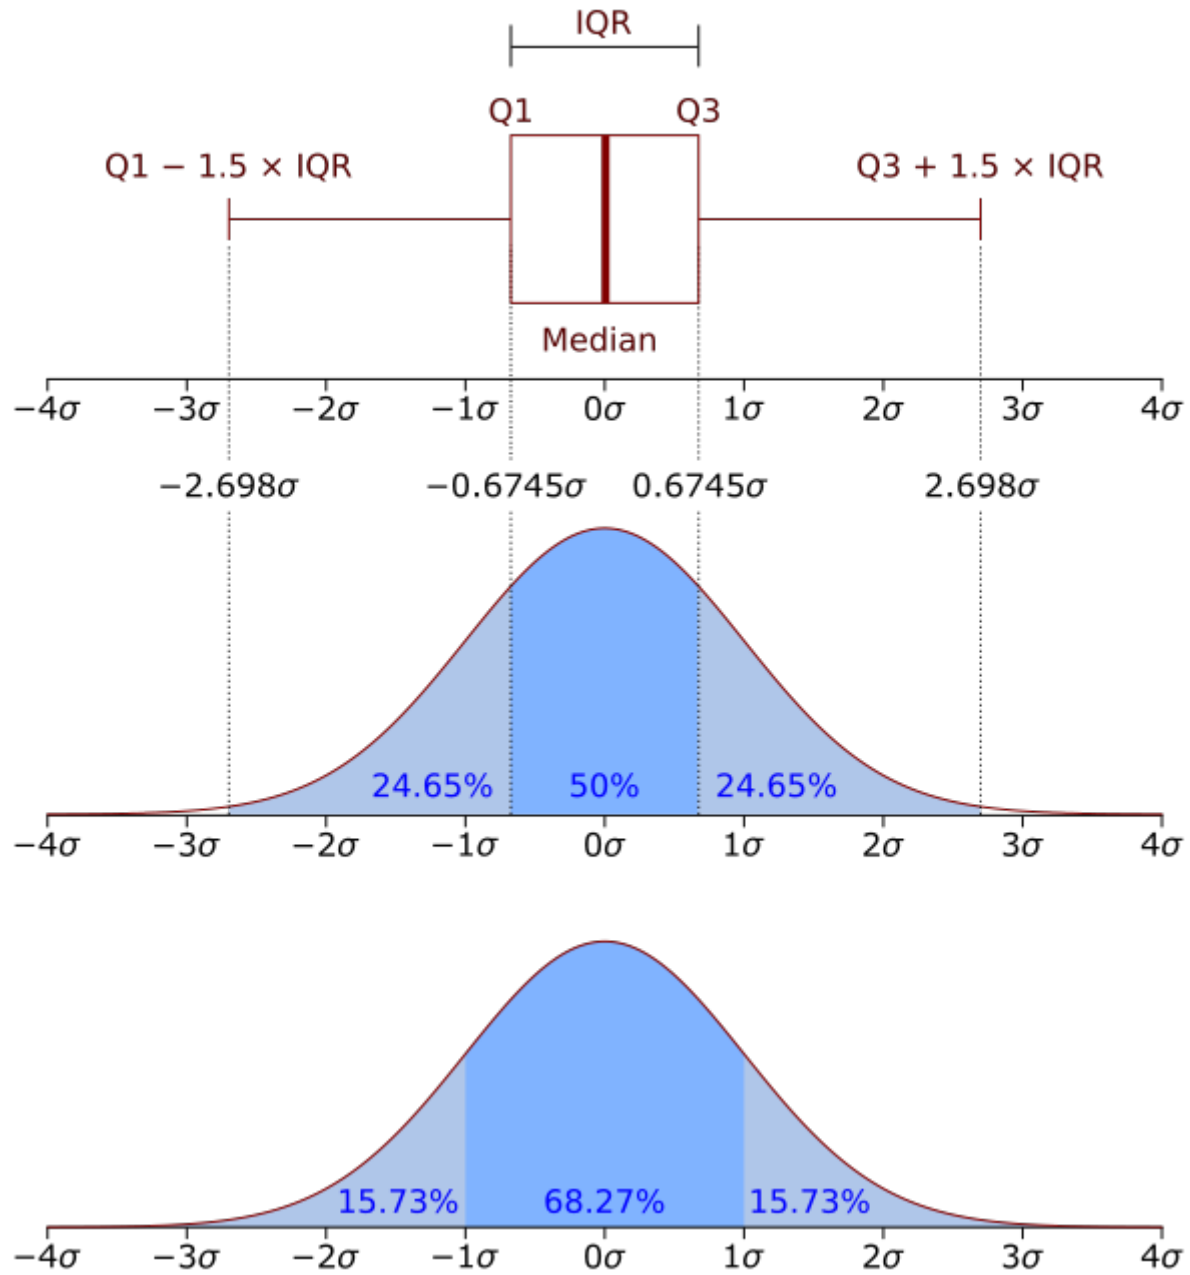 IQR
Q1 Q3
Q1 − 1.5 × IQR Q3 + 1.5 × IQR
Median
−4σ −3σ −2σ −1σ 0σ 1σ 2σ 3σ 4σ
−2.698σ −0.6745σ 0.6745σ 2.698σ
24.65% 50% 24.65%
−4σ −3σ −2σ −1σ 0σ 1σ 2σ 3σ 4σ
15.73% 68.27% 15.73%
−4σ −3σ −2σ −1σ 0σ 1σ 2σ 3σ 4σ